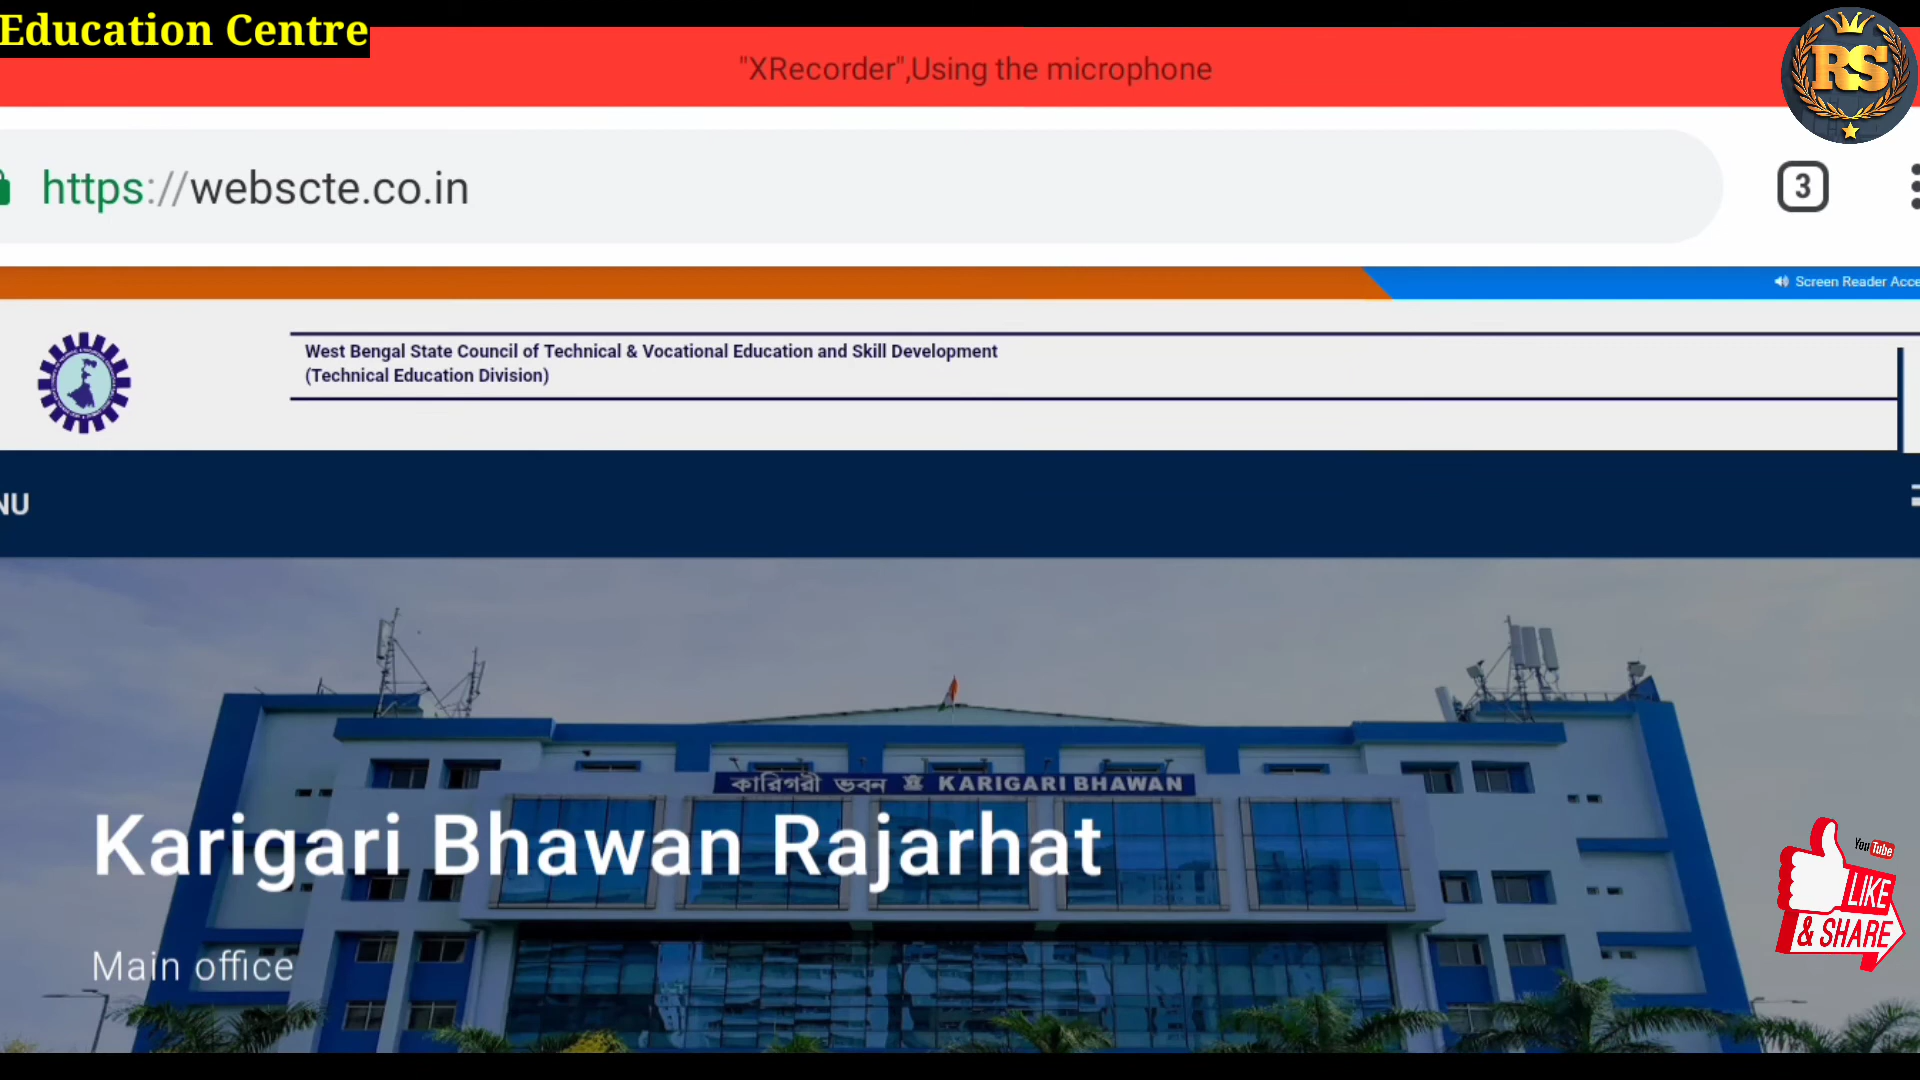 Education Centre
"XRecorder",Using the microphone
RS
https://webscte.co.in
3
Screen Reader Acce
West Bengal State Council of Technical & Vocational Education and Skill Development
(Technical Education Division)
NU
কারিগরী ভবন KARIGARI BHAWAN
Karigari Bhawan Rajarhat
Main office
YouTube
LIKE
& SHARE